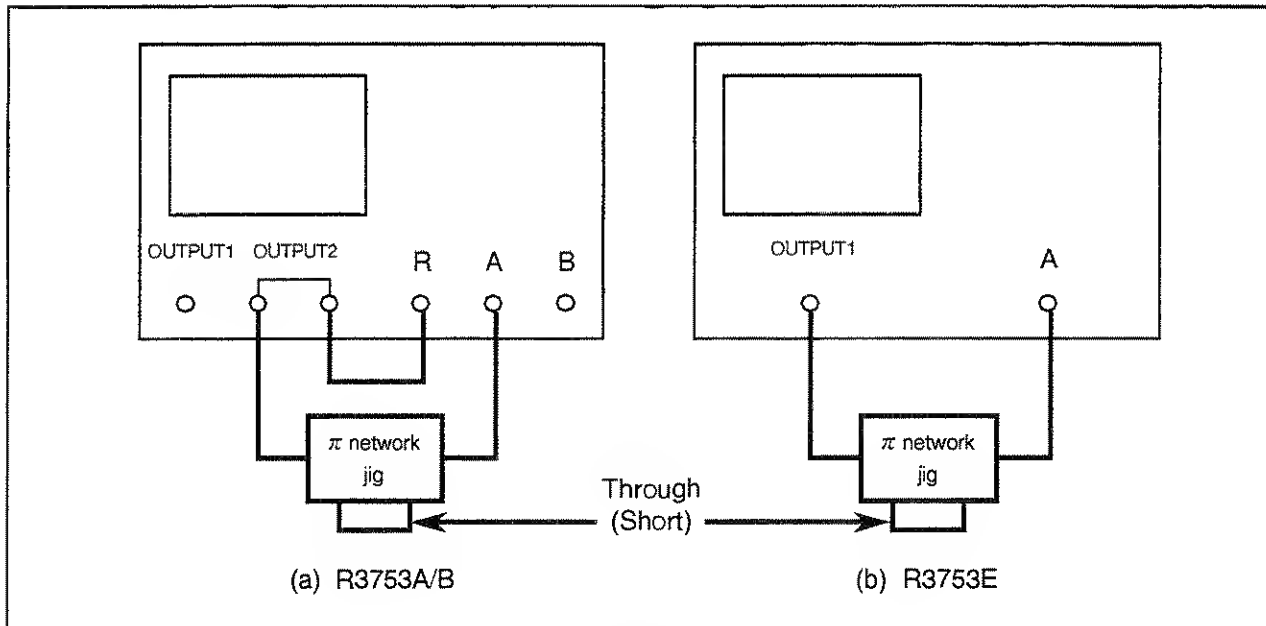 OUTPUT1 OUTPUT2 R A B
π network
jig
(a) R3753A/B
OUTPUT1 A
π network
jig
(b) R3753E
Through
(Short)